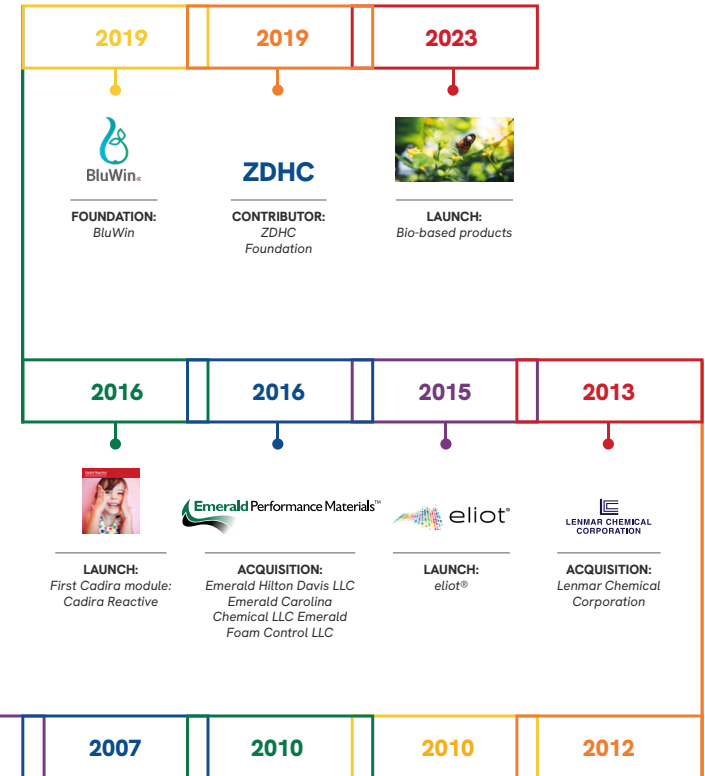 2019
2019
2023
BluWin
ZDHC
FOUNDATION:
BluWin
CONTRIBUTOR:
ZDHC
Foundation
LAUNCH:
Bio-based products
2016
2016
2015
2013
Emerald Performance Materials™
eliot®
LENMAR CHEMICAL
CORPORATION
LAUNCH:
First Cadira module:
Cadira Reactive
ACQUISITION:
Emerald Hilton Davis LLC
Emerald Carolina
Chemical LLC Emerald
Foam Control LLC
LAUNCH:
eliot®
ACQUISITION:
Lenmar Chemical
Corporation
2007
2010
2010
2012